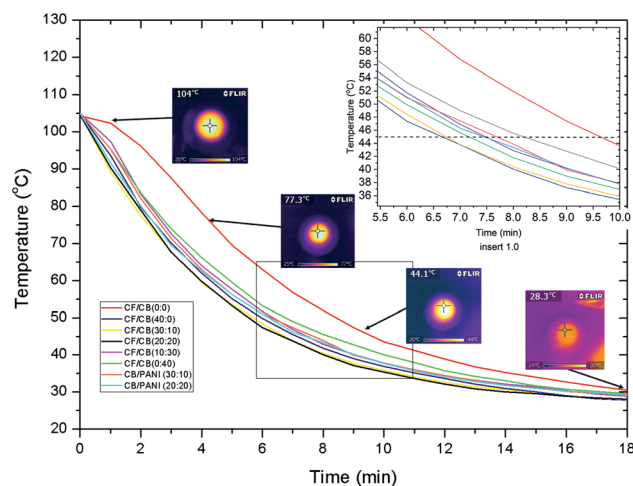 130
120
110
100
90
80
70
60
50
40
30
20
Temperature (°C)
0 2 4 6 8 10 12 14 16 18
Time (min)
104°C
FLIR
26°C 104°C
77.3°C
FLIR
25°C 77°C
44.1°C
FLIR
26°C 44°C
28.3°C
FLIR
30°C
CF/CB(0:0)
CF/CB(40:0)
CF/CB(30:10)
CF/CB(20:20)
CF/CB(10:30)
CF/CB(0:40)
CB/PANI (30:10)
CB/PANI (20:20)
60
58
56
54
52
50
48
46
44
42
40
38
36
Temperature (°C)
5.5 6.0 6.5 7.0 7.5 8.0 8.5 9.0 9.5 10.0
Time (min)
insert 1.0